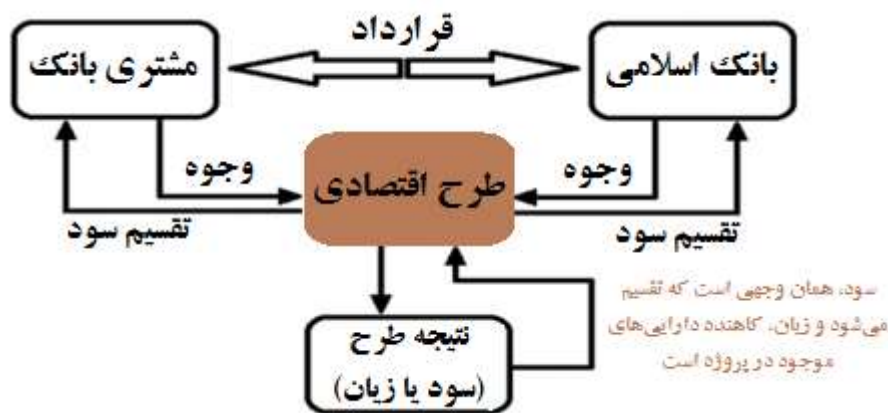 قرارداد
بانک اسلامی
مشتری بانک
وجوه
وجوه
طرح اقتصادی
تقسیم سود
تقسیم سود
سود، همان وجهی است که تقسیم
می‌شود و زیان، کاهنده دارایی‌های
موجود در پروژه است
نتیجه طرح
(سود یا زیان)